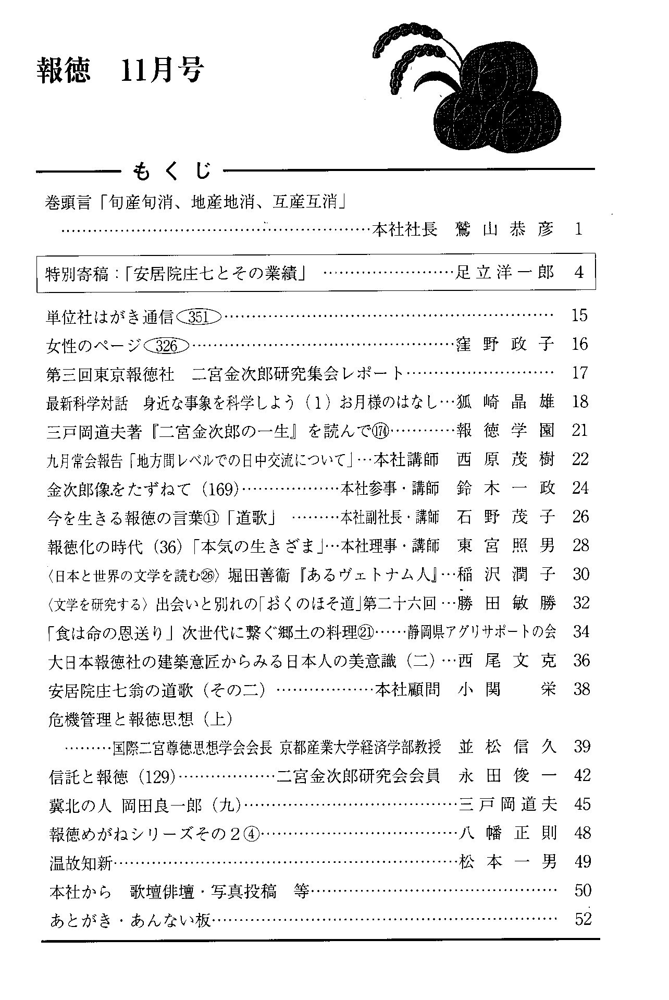 報徳　11月号
もくじ
巻頭言「旬産旬消、地産地消、互産互消」
…………………………………………………本社社長　鷲山恭彦　1
特別寄稿：「安居院庄七とその業績」　……………………足立洋一郎　4
単位社はがき通信(351)……………………………………………………　15
女性のページ(326)…………………………………………窪野政子　16
第三回東京報徳社　二宮金次郎研究集会レポート………………………　17
最新科学対話　身近な事象を科学しよう（1）お月様のはなし…狐崎晶雄　18
三戸岡道夫著『二宮金次郎の一生』を読んで(174)…………報徳学園　21
九月常会報告「地方間レベルでの日中交流について」…本社講師　西原茂樹　22
金次郎像をたずねて（169）………………本社参事・講師　鈴木一政　24
今を生きる報徳の言葉⑪「道歌」　………本社副社長・講師　石野茂子　26
報徳化の時代（36）「本気の生きざま」…本社理事・講師　東宮照男　28
〈日本と世界の文学を読む㉖〉堀田善衞『あるヴェトナム人』…稲沢潤子　30
〈文学を研究する〉出会いと別れの「おくのほそ道」第二十六回…勝田敏勝　32
「食は命の恩送り」次世代に繋ぐ郷土の料理㉑……静岡県アグリサポートの会　34
大日本報徳社の建築意匠からみる日本人の美意識（二）…西尾文克　36
安居院庄七翁の道歌（その二）………………本社顧問　小関　栄　38
危機管理と報徳思想（上）
………国際二宮尊徳思想学会会長　京都産業大学経済学部教授　並松信久　39
信託と報徳（129）………………二宮金次郎研究会会員　永田俊一　42
冀北の人　岡田良一郎（九）…………………………………三戸岡道夫　45
報徳めがねシリーズその２④………………………………八幡正則　48
温故知新………………………………………………………松本一男　49
本社から　歌壇俳壇・写真投稿　等………………………………………　50
あとがき・あんない板………………………………………………………　52